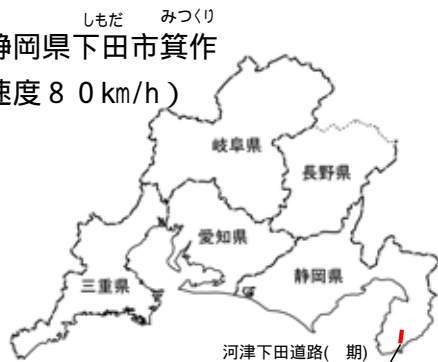 しもだ みつくり
静岡県下田市箕作
速度80km/h)
岐阜県
長野県
愛知県
静岡県
三重県
河津下田道路( 期)